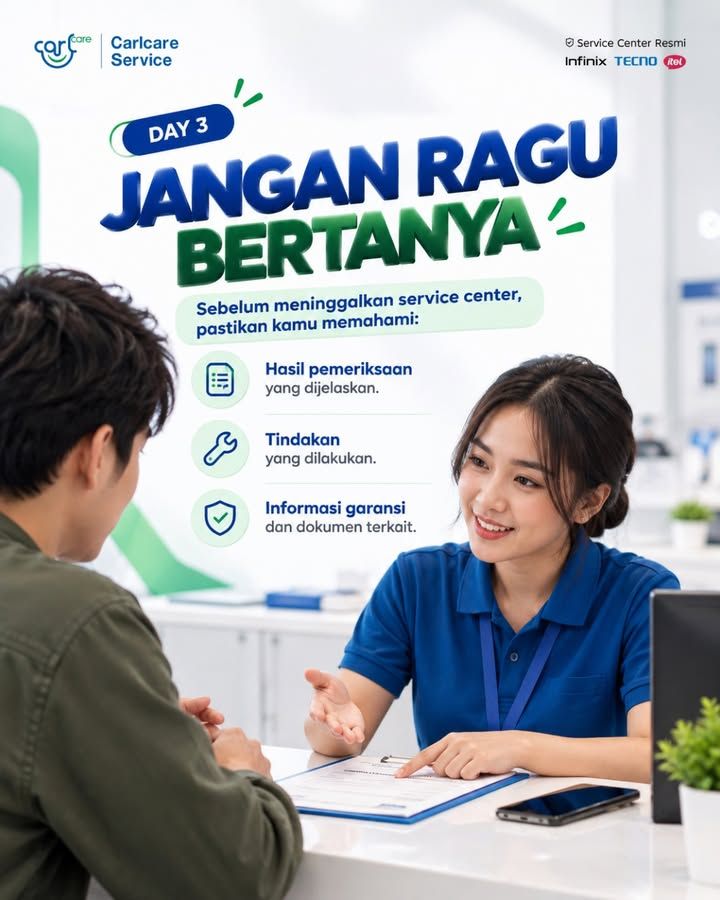 carlcare
Carlcare
Service
Service Center Resmi
Infinix TECNO itel
DAY 3
JANGAN RAGU
BERTANYA
Sebelum meninggalkan service center,
pastikan kamu memahami:
Hasil pemeriksaan
yang dijelaskan.
Tindakan
yang dilakukan.
Informasi garansi
dan dokumen terkait.